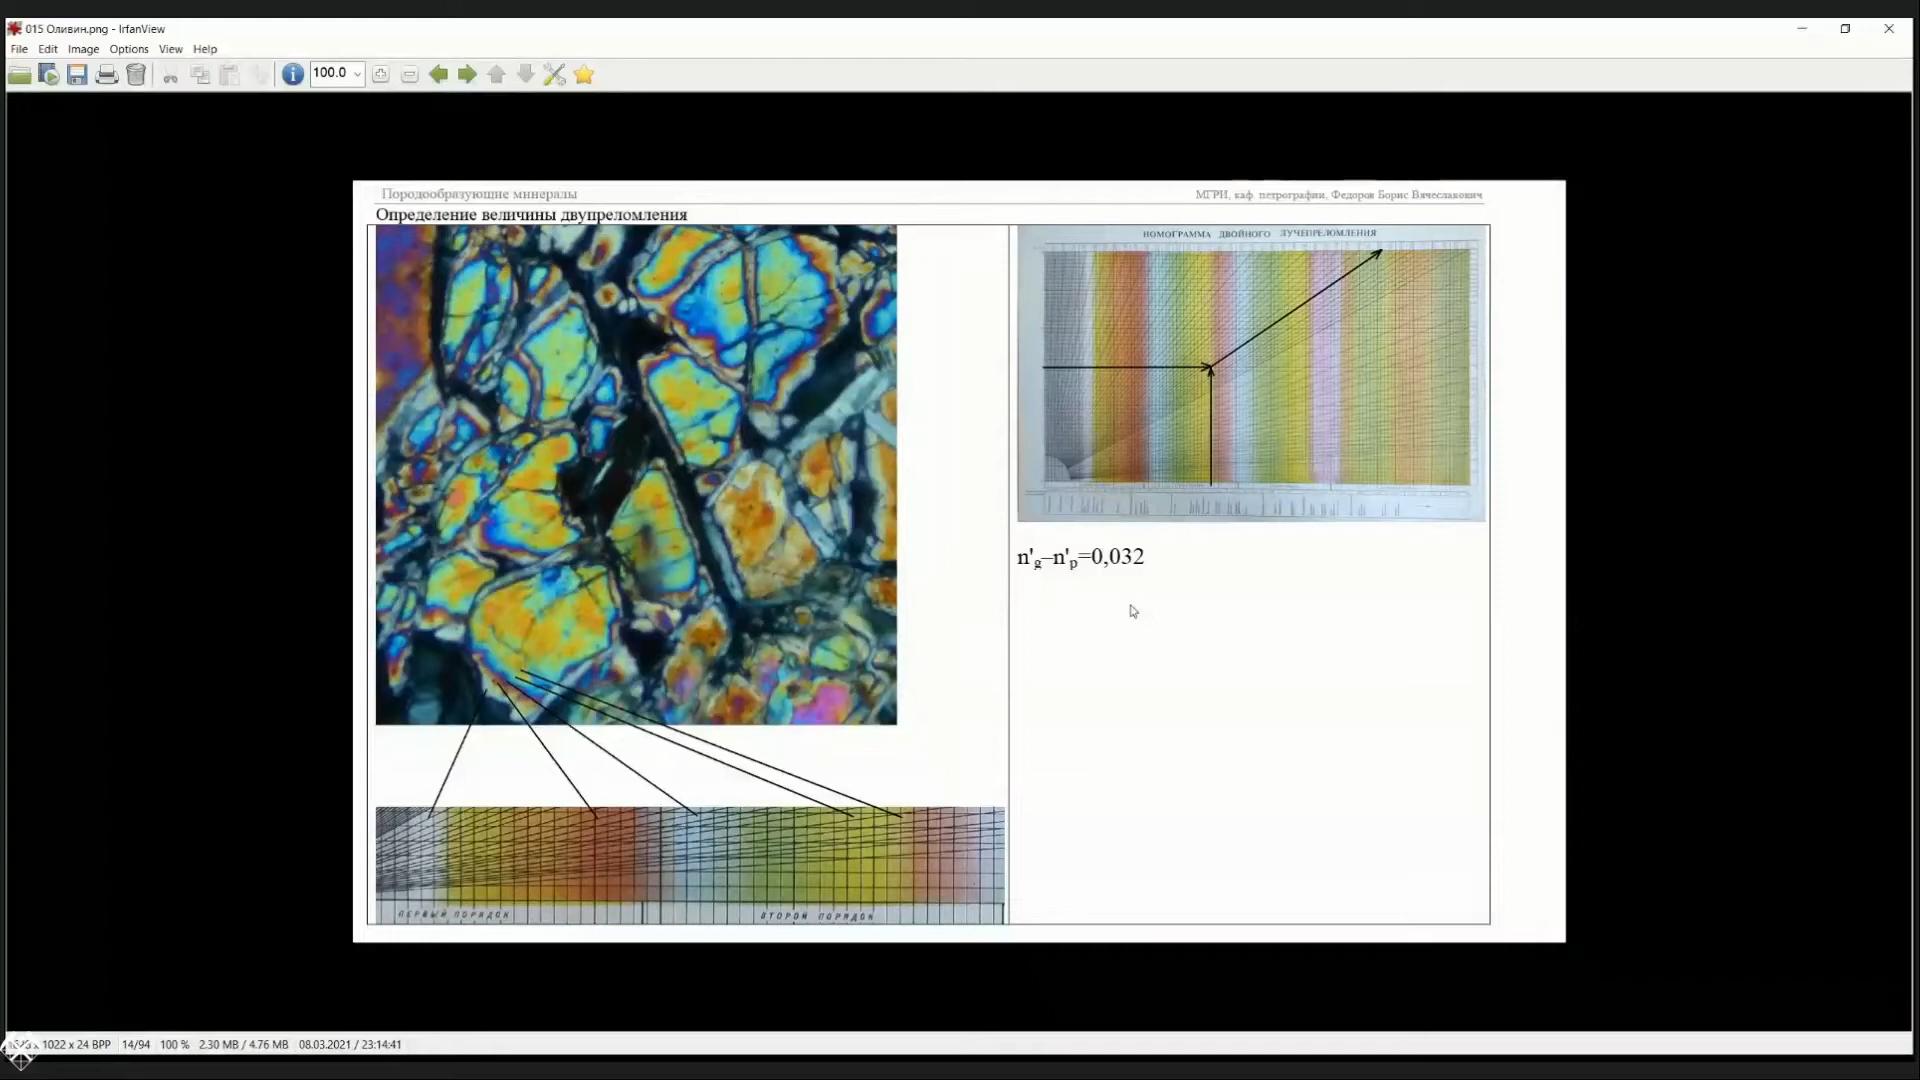 015 Оливин.png - IrfanView
File Edit Image Options View Help
100.0
Породообразующие минералы
МГРИ, каф. петрографии, Федоров Борис Вячеславович
Определение величины двупреломления
НОМОГРАММА ДВОЙНОГО ЛУЧЕПРЕЛОМЛЕНИЯ
n'g–n'p=0,032
ПЕРВЫЙ ПОРЯДОК
ВТОРОЙ ПОРЯДОК
x 1022 x 24 BPP 14/94 100 % 2.30 MB / 4.76 MB 08.03.2021 / 23:14:41